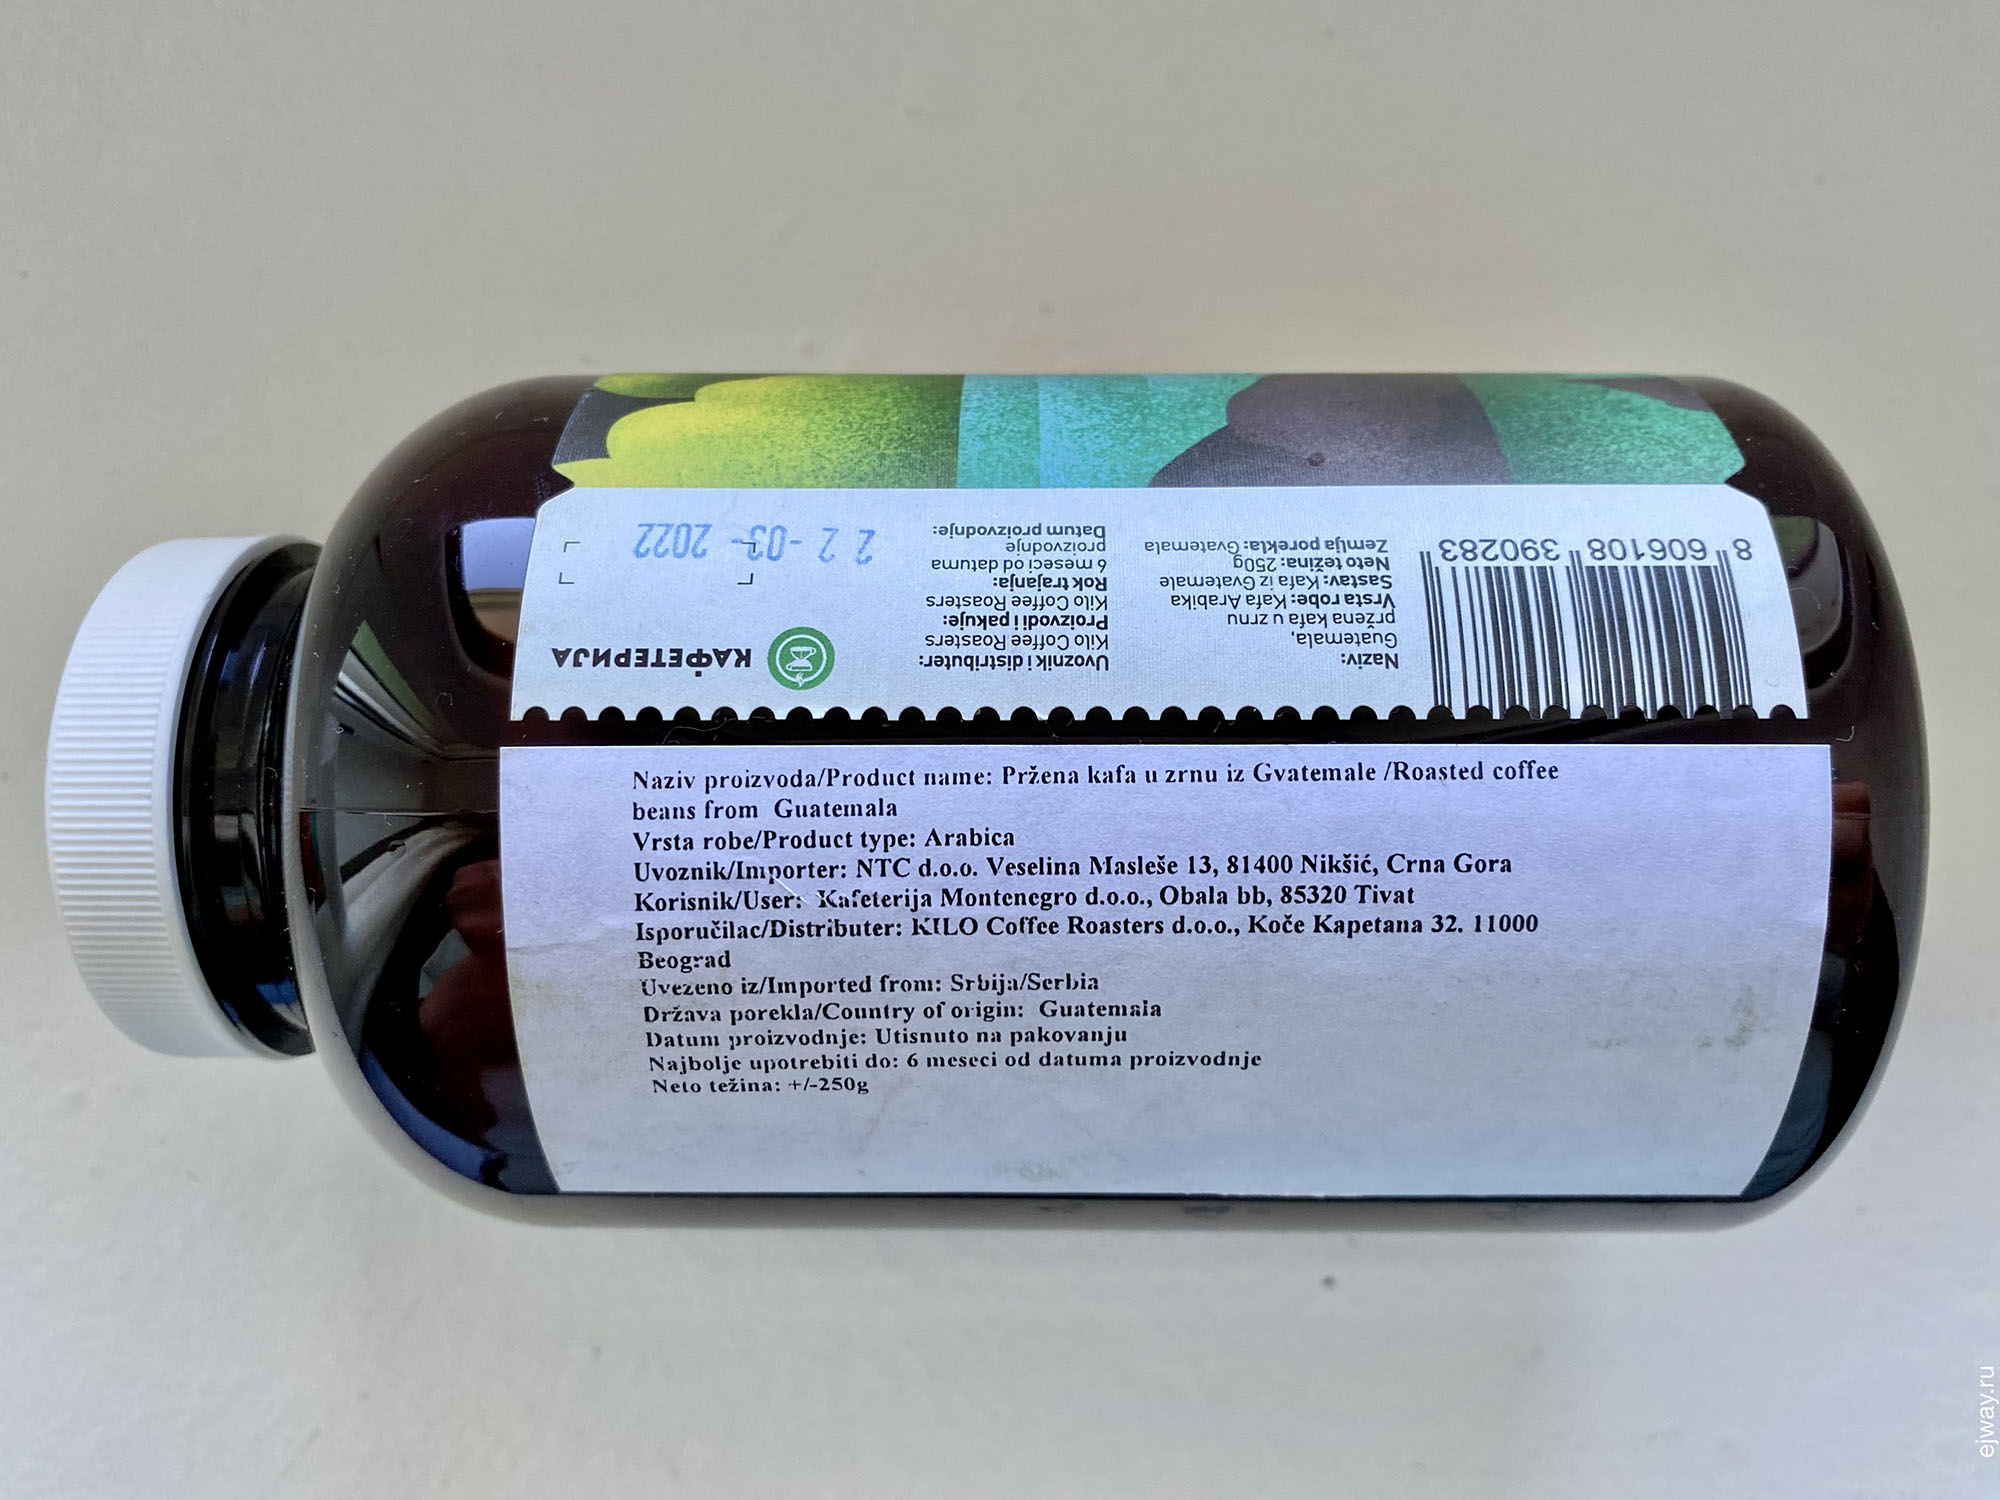 Naziv proizvoda/Product name: Pržena kafa u zrnu iz Gvatemale /Roasted coffee
beans from Guatemala
Vrsta robe/Product type: Arabica
Uvoznik/Importer: NTC d.o.o. Veselina Masleše 13, 81400 Nikšić, Crna Gora
Korisnik/User: Kafeterija Montenegro d.o.o., Obala bb, 85320 Tivat
Isporučilac/Distributer: KILO Coffee Roasters d.o.o., Koče Kapetana 32. 11000
Beograd
Uvezeno iz/Imported from: Srbija/Serbia
Država porekla/Country of origin: Guatemala
Datum proizvodnje: Utisnuto na pakovanju
Najbolje upotrebiti do: 6 meseci od datuma proizvodnje
Neto težina: +/-250g
Naziv:
Guatemala,
pržena kafa u zrnu
Vrsta robe: Kafa Arabika
Sastav: Kafa iz Gvatemale
Neto težina: 250g
Zemlja porekla: Gvatemala
Uvoznik i distributer:
Kilo Coffee Roasters
Proizvodi i pakuje:
Kilo Coffee Roasters
Rok trajanja:
6 meseci od datuma
proizvodnje
Datum proizvodnje:
КАФЕТЕРИЈА
22-03-2022
8 606108 390283
ejway.ru